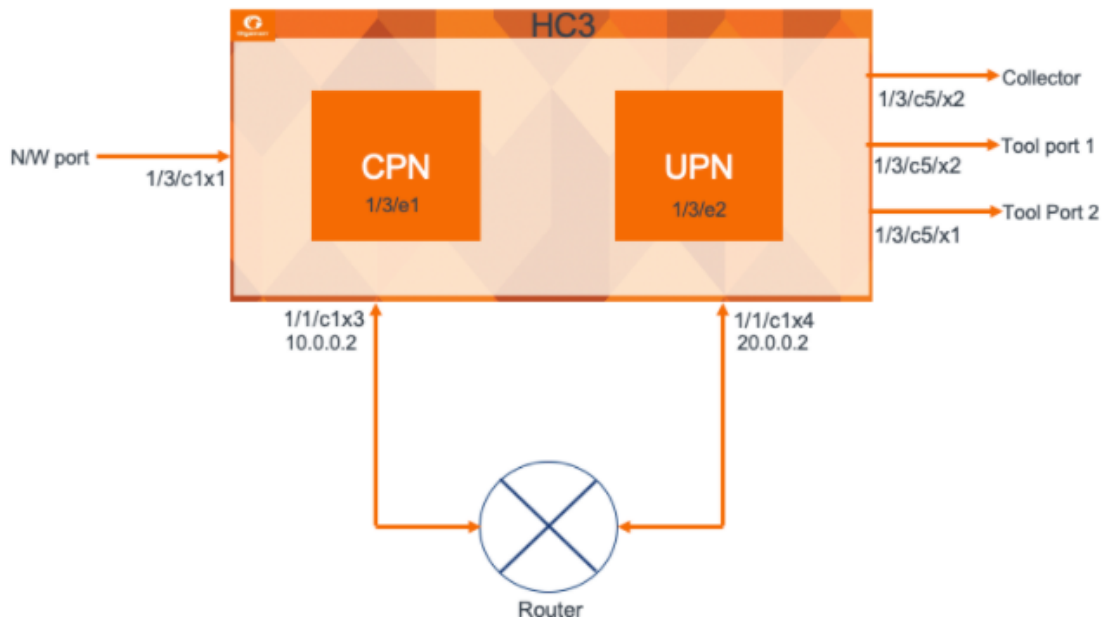 HC3
Gigamon
Collector
1/3/c5/x2
N/W port
1/3/c1x1
CPN
1/3/e1
UPN
1/3/e2
Tool port 1
1/3/c5/x2
Tool Port 2
1/3/c5/x1
1/1/c1x3
10.0.0.2
1/1/c1x4
20.0.0.2
Router